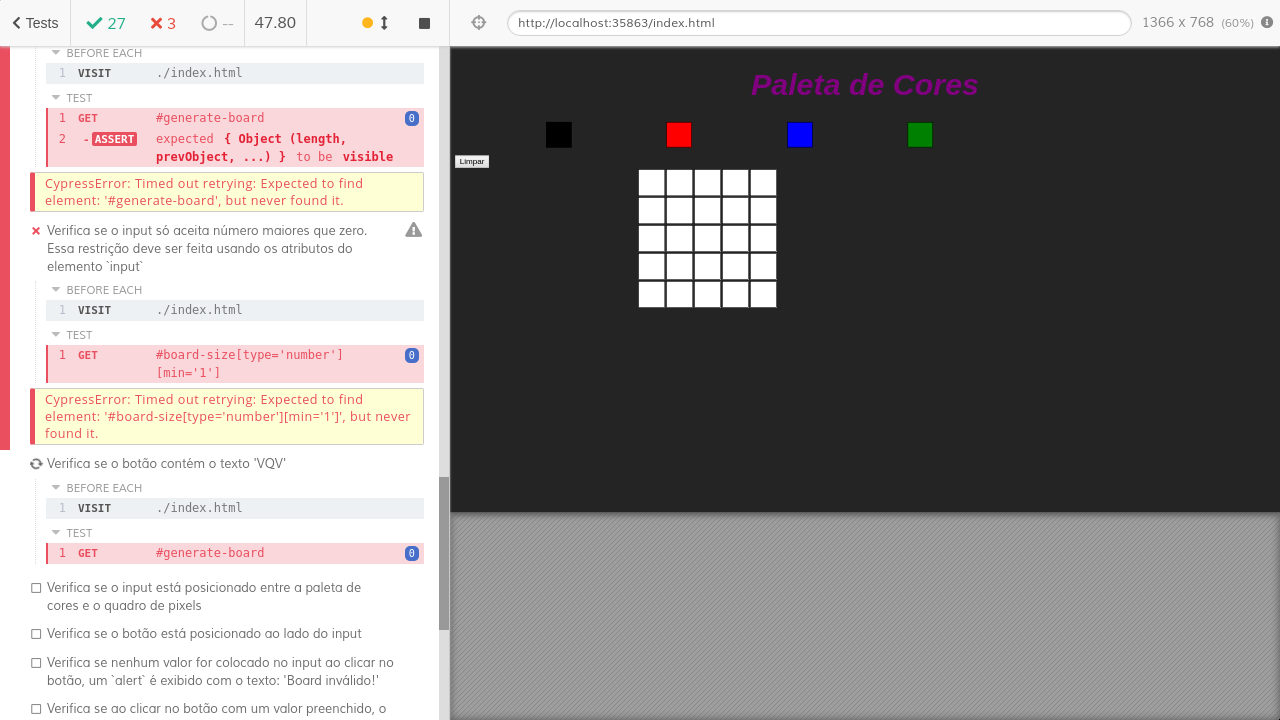 Tests
27
3
--
47.80
http://localhost:35863/index.html
1366 x 768 (60%)
BEFORE EACH
1 VISIT ./index.html
TEST
1 GET #generate-board 0
2 -ASSERT expected { Object (length,
prevObject, ...) } to be visible
CypressError: Timed out retrying: Expected to find
element: '#generate-board', but never found it.
Verifica se o input só aceita número maiores que zero.
Essa restrição deve ser feita usando os atributos do
elemento `input`
BEFORE EACH
1 VISIT ./index.html
TEST
1 GET #board-size[type='number'] 0
[min='1']
CypressError: Timed out retrying: Expected to find
element: '#board-size[type='number'][min='1']', but never
found it.
Verifica se o botão contém o texto 'VQV'
BEFORE EACH
1 VISIT ./index.html
TEST
1 GET #generate-board 0
Verifica se o input está posicionado entre a paleta de
cores e o quadro de pixels
Verifica se o botão está posicionado ao lado do input
Verifica se nenhum valor for colocado no input ao clicar no
botão, um `alert` é exibido com o texto: 'Board inválido!'
Verifica se ao clicar no botão com um valor preenchido, o
Paleta de Cores
Limpar